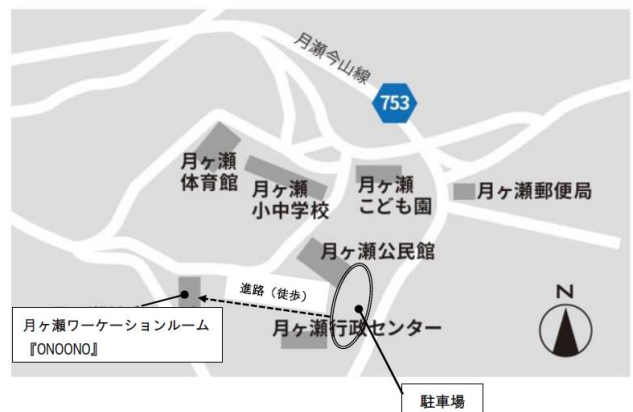 月瀬今山線
753
月ヶ瀬
体育館
月ヶ瀬
小中学校
月ヶ瀬
こども園
月ヶ瀬郵便局
月ヶ瀬公民館
進路（徒歩）
N
月ヶ瀬ワーケーションルーム
『ONOONO』
月ヶ瀬行政センター
駐車場